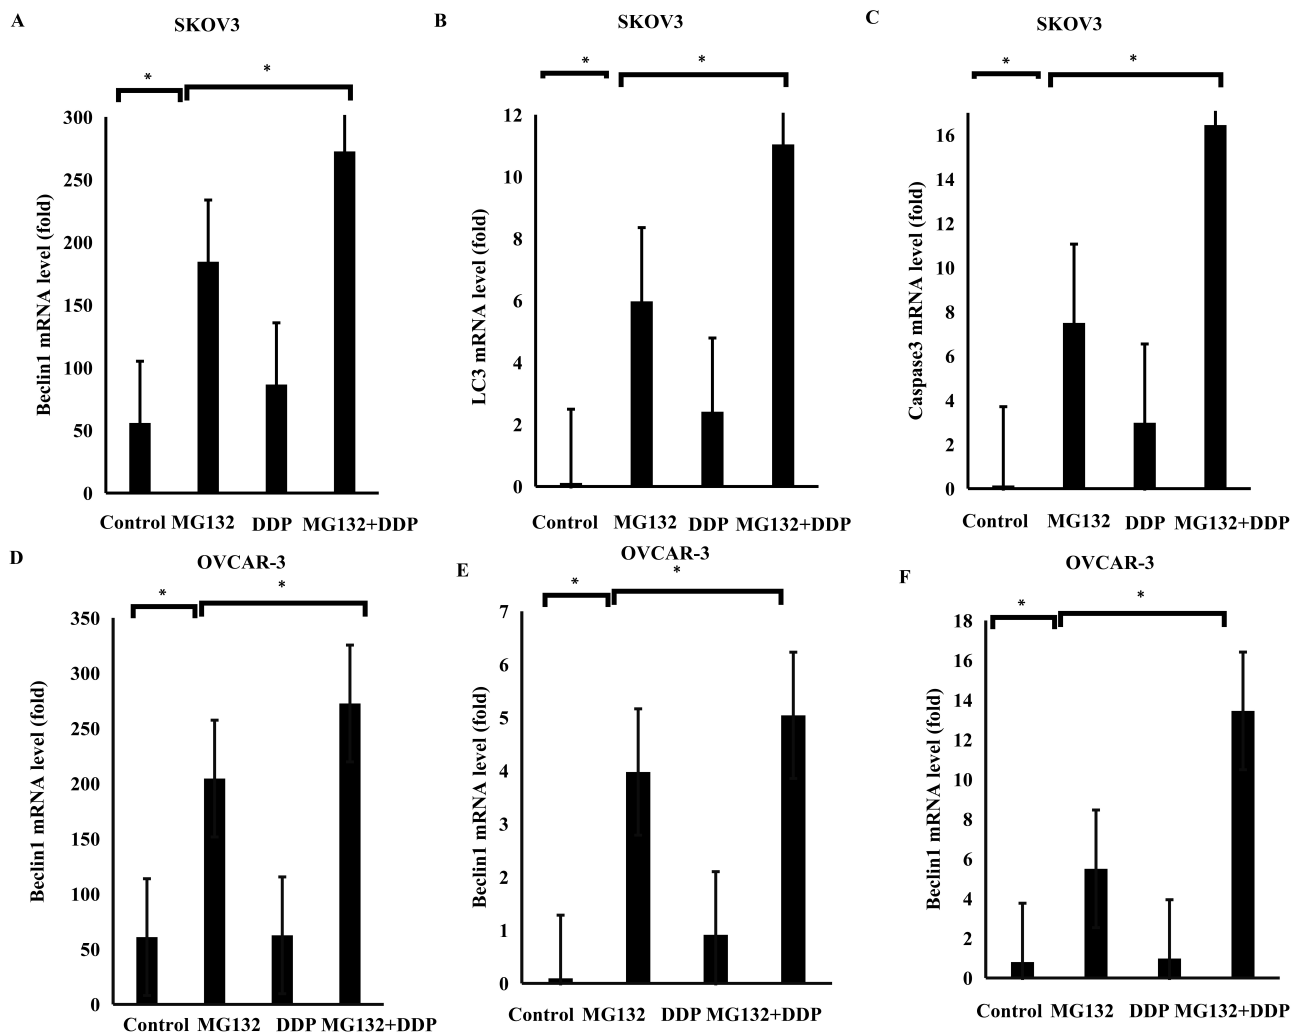 A
SKOV3
*
*
300
250
200
150
100
50
0
Beclin1 mRNA level (fold)
Control MG132 DDP MG132+DDP
B
SKOV3
*
*
12
10
8
6
4
2
0
LC3 mRNA level (fold)
Control MG132 DDP MG132+DDP
C
SKOV3
*
*
16
14
12
10
8
6
4
2
0
Caspase3 mRNA level (fold)
Control MG132 DDP MG132+DDP
D
OVCAR-3
*
*
350
300
250
200
150
100
50
0
Beclin1 mRNA level (fold)
Control MG132 DDP MG132+DDP
E
OVCAR-3
*
*
7
6
5
4
3
2
1
0
Beclin1 mRNA level (fold)
Control MG132 DDP MG132+DDP
F
OVCAR-3
*
*
18
16
14
12
10
8
6
4
2
0
Beclin1 mRNA level (fold)
Control MG132 DDP MG132+DDP